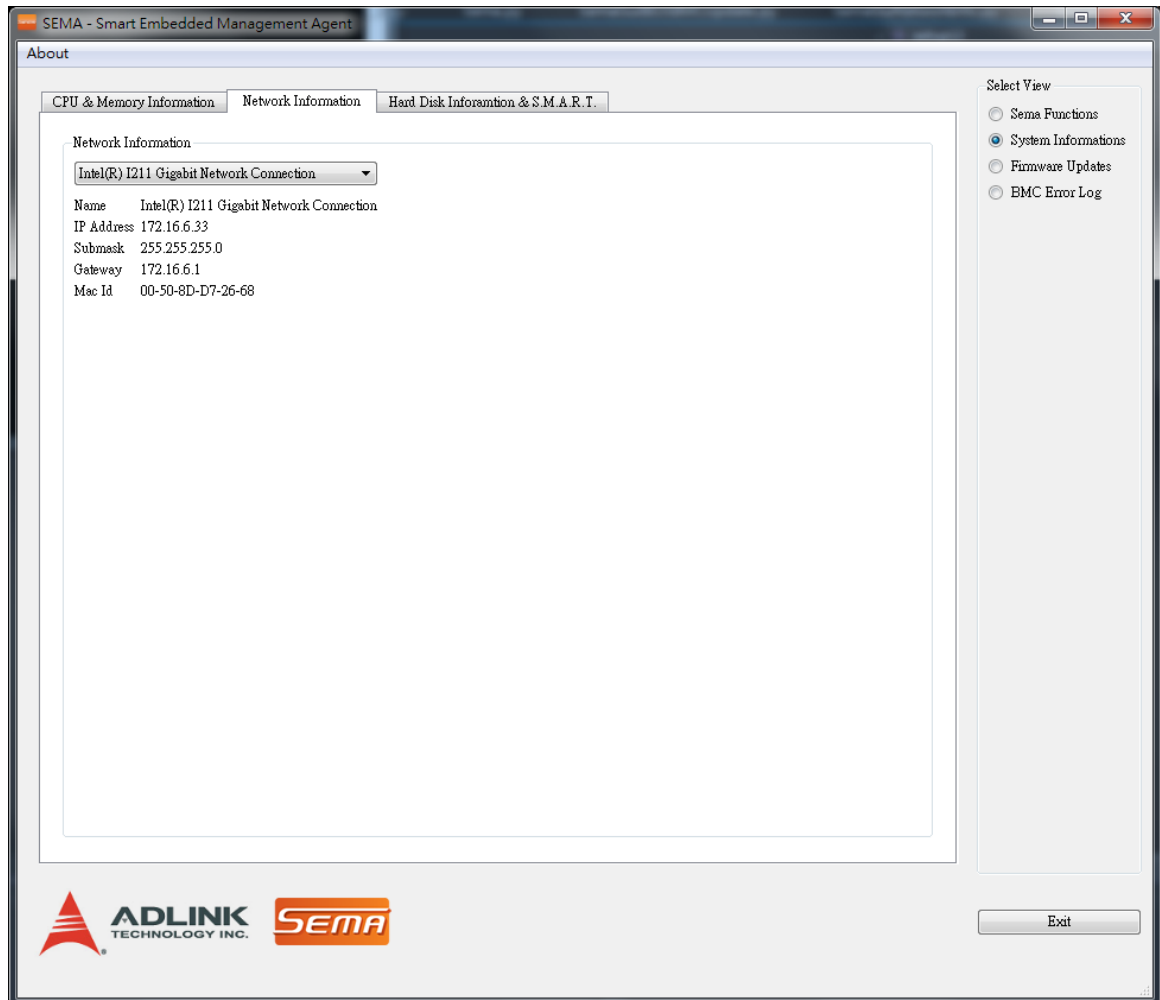 SEMA - Smart Embedded Management Agent
About
CPU & Memory Information
Network Information
Hard Disk Inforamtion & S.M.A.R.T.
Network Information
Intel(R) I211 Gigabit Network Connection
Name Intel(R) I211 Gigabit Network Connection
IP Address 172.16.6.33
Submask 255.255.255.0
Gateway 172.16.6.1
Mac Id 00-50-8D-D7-26-68
Select View
Sema Functions
System Informations
Firmware Updates
BMC Error Log
ADLINK
TECHNOLOGY INC.
SEMA
Exit